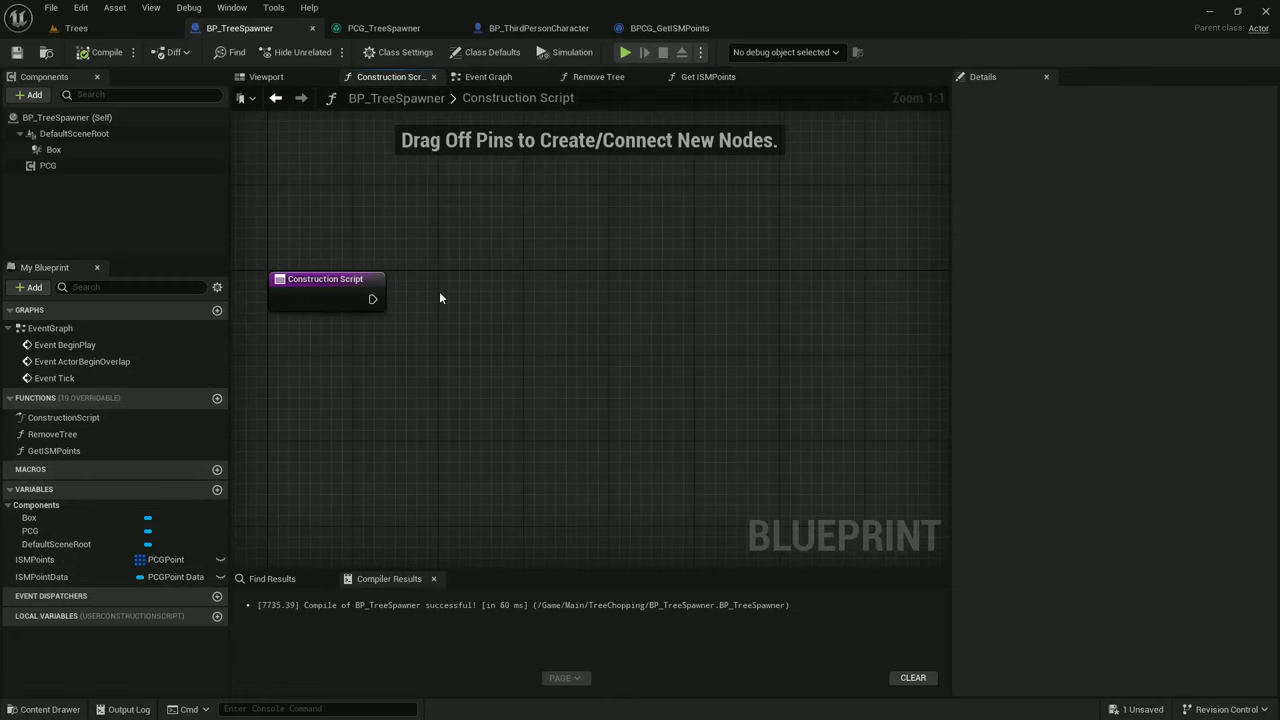 File Edit Asset View Debug Window Tools Help
Trees BP_TreeSpawner PCG_TreeSpawner BP_ThirdPersonCharacter BPCG_GetISMPoints
Parent class: Actor
Compile Diff Find Hide Unrelated Class Settings Class Defaults Simulation No debug object selected
Components
Add Search
BP_TreeSpawner (Self)
DefaultSceneRoot
Box
PCG
Viewport Construction Scr... Event Graph Remove Tree Get ISMPoints
BP_TreeSpawner > Construction Script
Zoom 1:1
Drag Off Pins to Create/Connect New Nodes.
Construction Script
BLUEPRINT
Details
My Blueprint
Add Search
GRAPHS
EventGraph
Event BeginPlay
Event ActorBeginOverlap
Event Tick
FUNCTIONS (19 OVERRIDABLE)
ConstructionScript
RemoveTree
GetISMPoints
MACROS
VARIABLES
Components
Box
PCG
DefaultSceneRoot
ISMPoints PCGPoint
ISMPointData PCGPoint Data
EVENT DISPATCHERS
LOCAL VARIABLES (USERCONSTRUCTIONSCRIPT)
Find Results Compiler Results
[7735.39] Compile of BP_TreeSpawner successful! [in 60 ms] (/Game/Main/TreeChopping/BP_TreeSpawner.BP_TreeSpawner)
PAGE CLEAR
Content Drawer Output Log Cmd Enter Console Command 1 Unsaved Revision Control